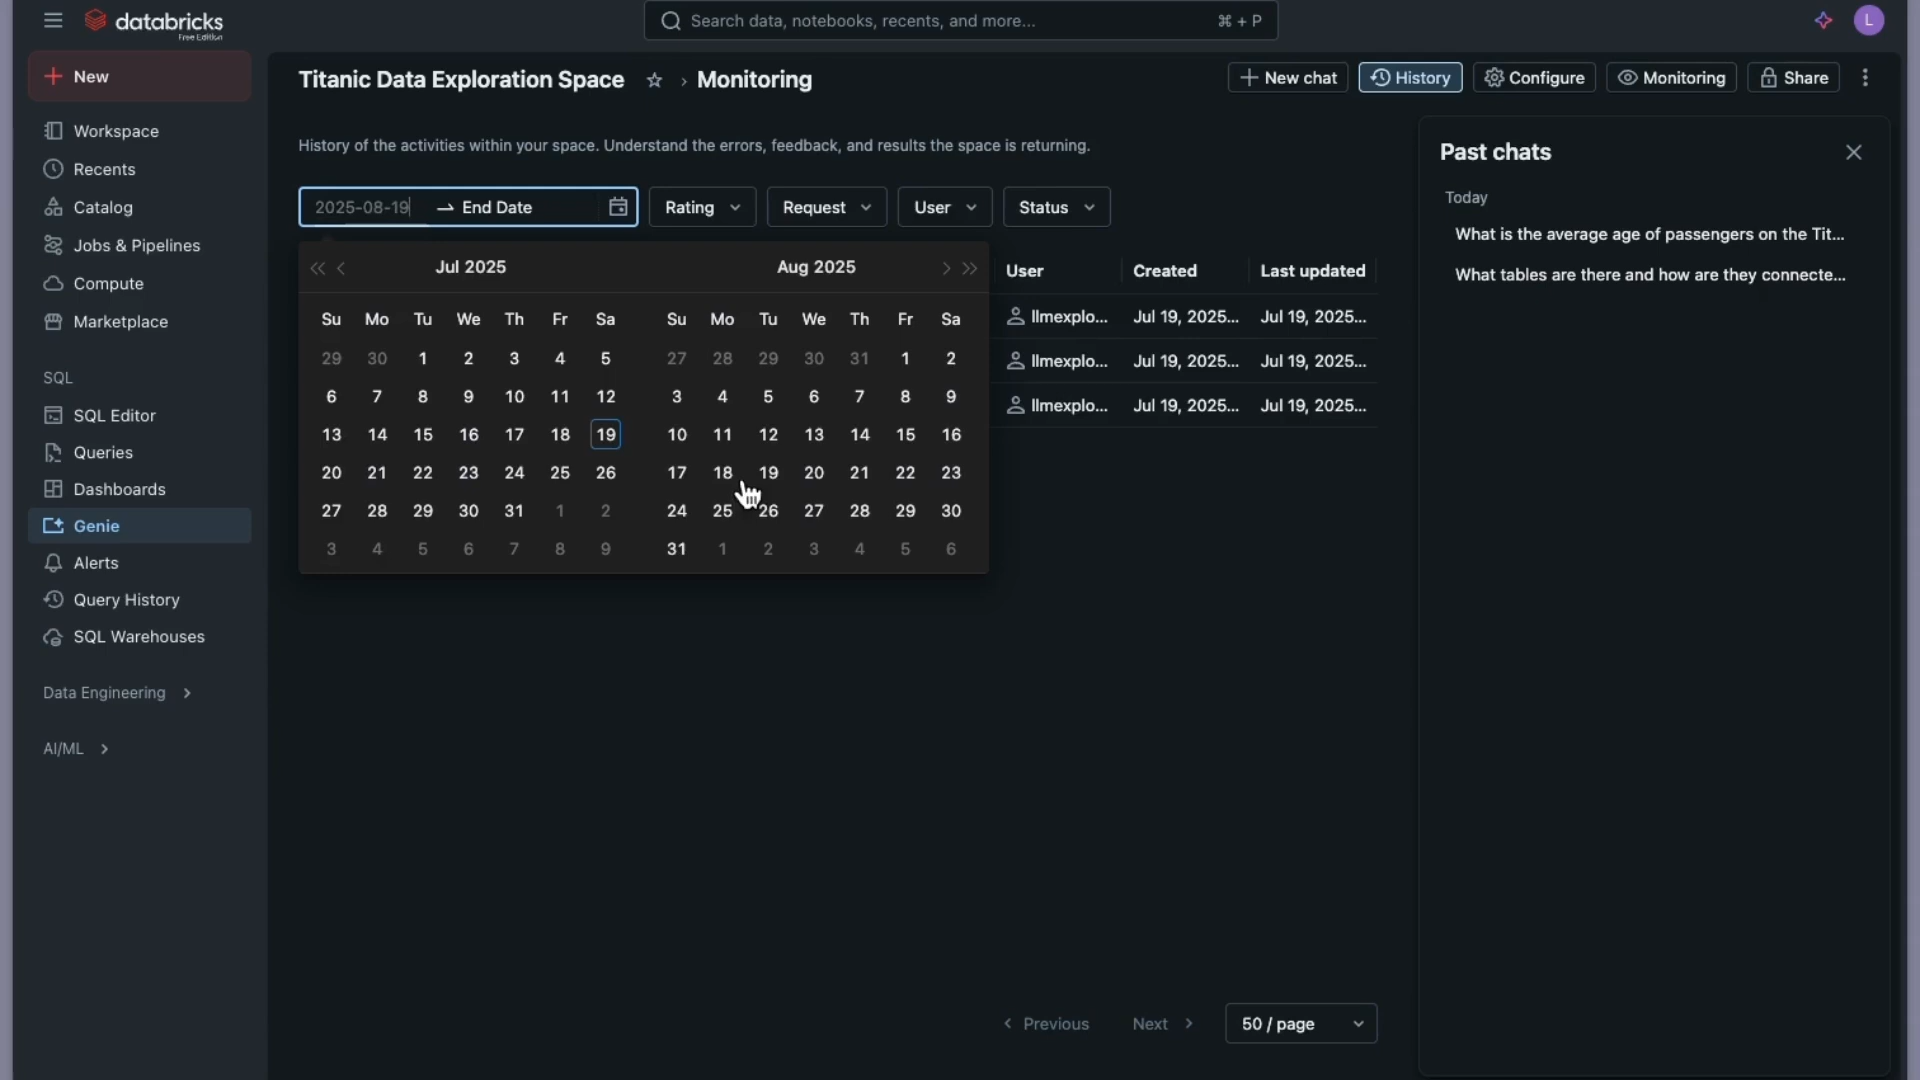 databricks
Free Edition
Search data, notebooks, recents, and more...
⌘ + P
L
New
Workspace
Recents
Catalog
Jobs & Pipelines
Compute
Marketplace
SQL
SQL Editor
Queries
Dashboards
Genie
Alerts
Query History
SQL Warehouses
Data Engineering
AI/ML
Titanic Data Exploration Space › Monitoring
New chat
History
Configure
Monitoring
Share
History of the activities within your space. Understand the errors, feedback, and results the space is returning.
2025-08-19 → End Date
Rating
Request
User
Status
Jul 2025
Su Mo Tu We Th Fr Sa
29 30 1 2 3 4 5
6 7 8 9 10 11 12
13 14 15 16 17 18 19
20 21 22 23 24 25 26
27 28 29 30 31 1 2
3 4 5 6 7 8 9
Aug 2025
Su Mo Tu We Th Fr Sa
27 28 29 30 31 1 2
3 4 5 6 7 8 9
10 11 12 13 14 15 16
17 18 19 20 21 22 23
24 25 26 27 28 29 30
31 1 2 3 4 5 6
User Created Last updated
llmexplo... Jul 19, 2025... Jul 19, 2025...
llmexplo... Jul 19, 2025... Jul 19, 2025...
llmexplo... Jul 19, 2025... Jul 19, 2025...
Previous
Next
50 / page
Past chats
Today
What is the average age of passengers on the Tit...
What tables are there and how are they connecte...